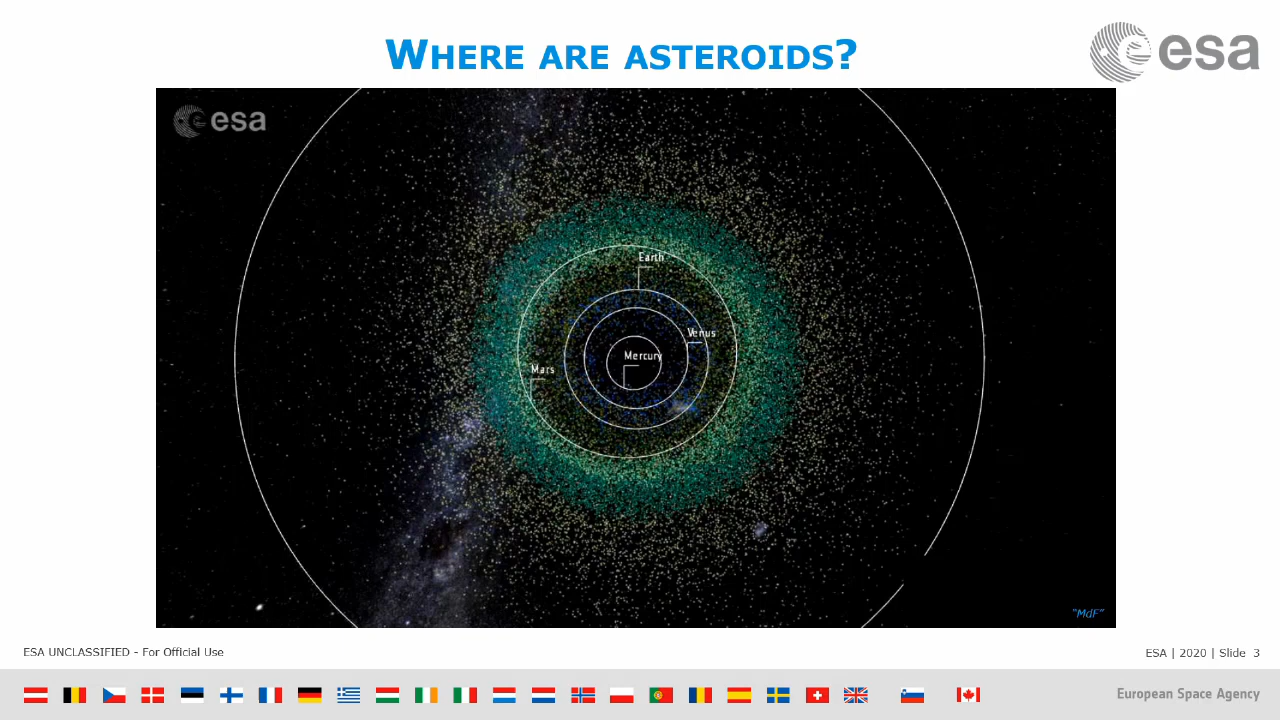 WHERE ARE ASTEROIDS?
esa
esa
Earth
Venus
Mercury
Mars
"MdF"
ESA UNCLASSIFIED - For Official Use
ESA | 2020 | Slide 3
European Space Agency